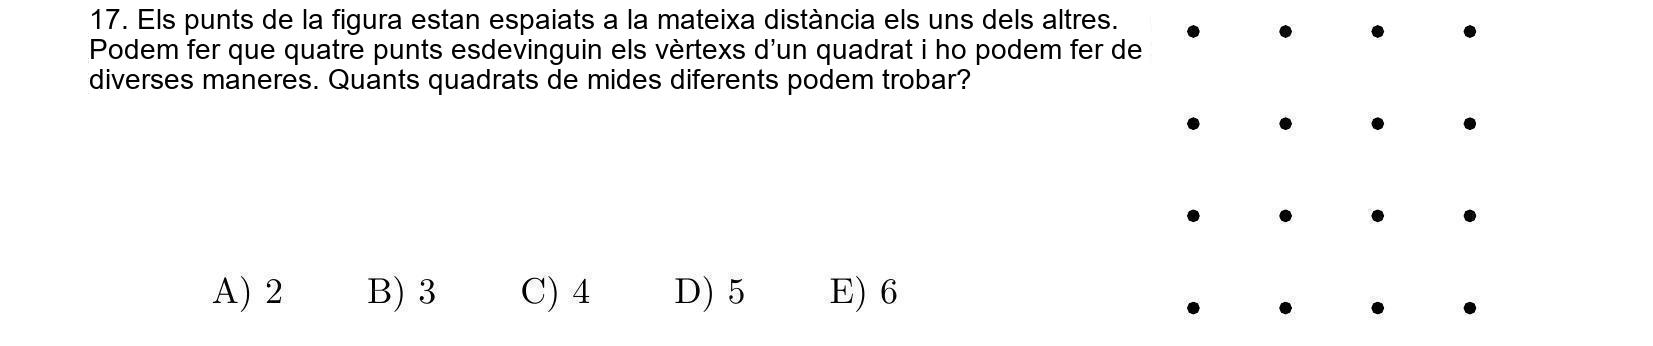 17. Els punts de la figura estan espaiats a la mateixa distància els uns dels altres.
Podem fer que quatre punts esdevinguin els vèrtexs d’un quadrat i ho podem fer de
diverses maneres. Quants quadrats de mides diferents podem trobar?
A) 2 B) 3 C) 4 D) 5 E) 6